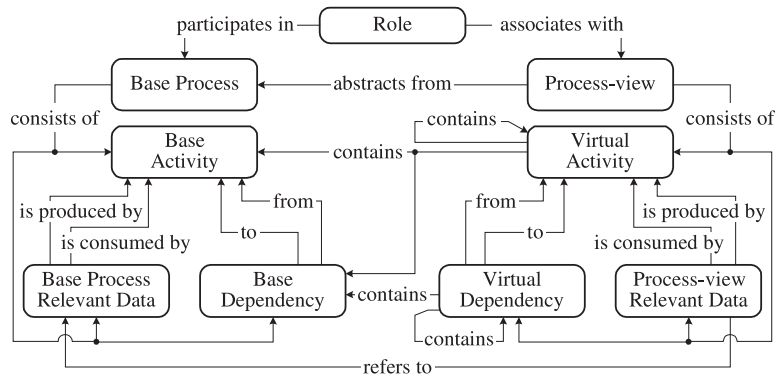 participates in
Role
associates with
Base Process
abstracts from
Process-view
consists of
contains
consists of
Base
Activity
contains
Virtual
Activity
is produced by
from
from
is produced by
is consumed by
to
to
is consumed by
Base Process
Relevant Data
Base
Dependency
contains
Virtual
Dependency
Process-view
Relevant Data
contains
refers to